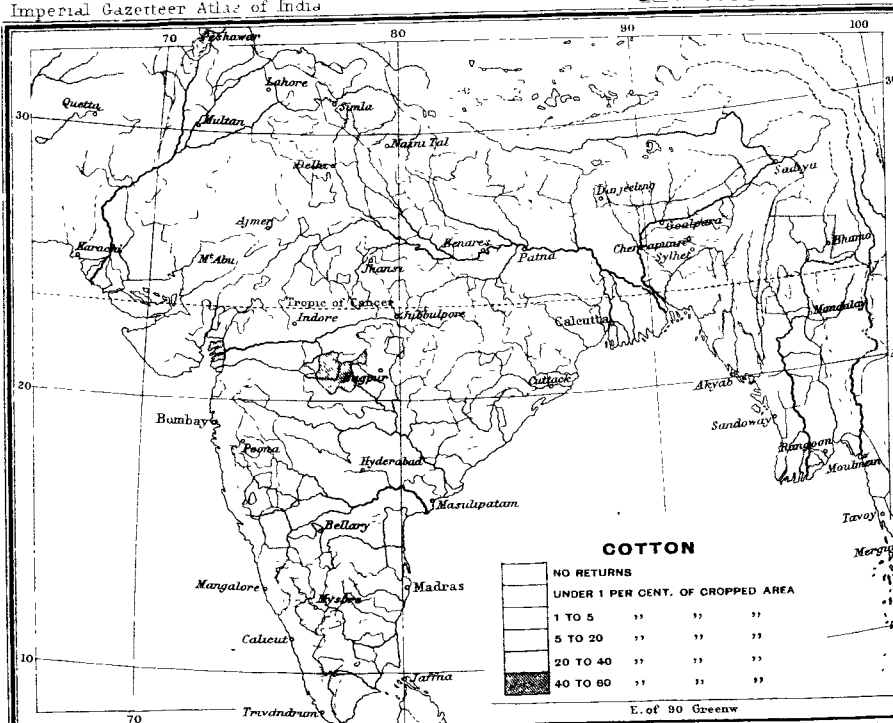 Imperial Gazetteer Atlas of India
70 80 90 100
Peshawar
Lahore
Quetta
Simla
30
Multan
Naini Tal
Delhi
Sadiya
Darjeeling
Ajmer
Goalpara
Karachi
Benares
Cherrapunji
Bhamo
Mt Abu
Jhansi
Patna
Sylhet
Tropic of Cancer
Indore
Jubbulpore
Calcutta
Mandalay
Nagpur
Cuttack
Akyab
20
Bombay
Sandoway
Poona
Hyderabad
Rangoon
Moulmein
Masulipatam
Bellary
Tavoy
COTTON
Mergui
NO RETURNS
UNDER 1 PER CENT. OF CROPPED AREA
Mangalore
Mysore
Madras
1 TO 5 ,, ,, ,,
Calicut
5 TO 20 ,, ,, ,,
20 TO 40 ,, ,, ,,
10
Jaffna
40 TO 60 ,, ,, ,,
70
Trivandrum
E. of 90 Greenw